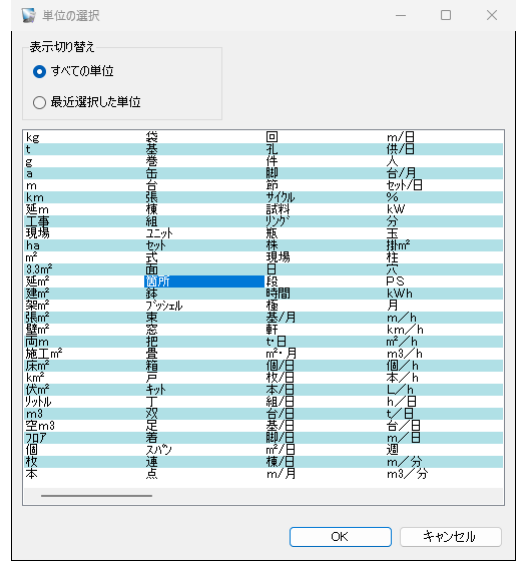 単位の選択
表示切り替え
すべての単位
最近選択した単位
kg 袋 回 m/日
t 基 孔 供/日
g 巻 件 人
a 缶 脚 台/月
m 台 節 セット/日
km 張 サイクル %
延m 棟 試料 kW
工事 組 リング 分
現場 ユニット 瓶 玉
ha セット 株 掛m²
m² 式 現場 柱
3.3m² 面 日 穴
延m² 箇所 段 PS
建m² 鉢 時間 kWh
架m² ブッシェル 極 月
張m² 束 基/月 m/h
壁m² 窓 軒 km/h
両m 把 t・日 m²/h
施工m² 畳 m²・月 m3/h
床m² 箱 個/日 個/h
km² 戸 枚/日 本/h
伏m² キット 本/日 L/h
リットル 丁 組/日 h/日
m3 双 台/日 t/日
空m3 足 基/日 台/日
フロア 着 脚/日 m/日
個 スパン m²/日 週
枚 連 棟/日 m/分
本 点 m/月 m3/分
OK キャンセル